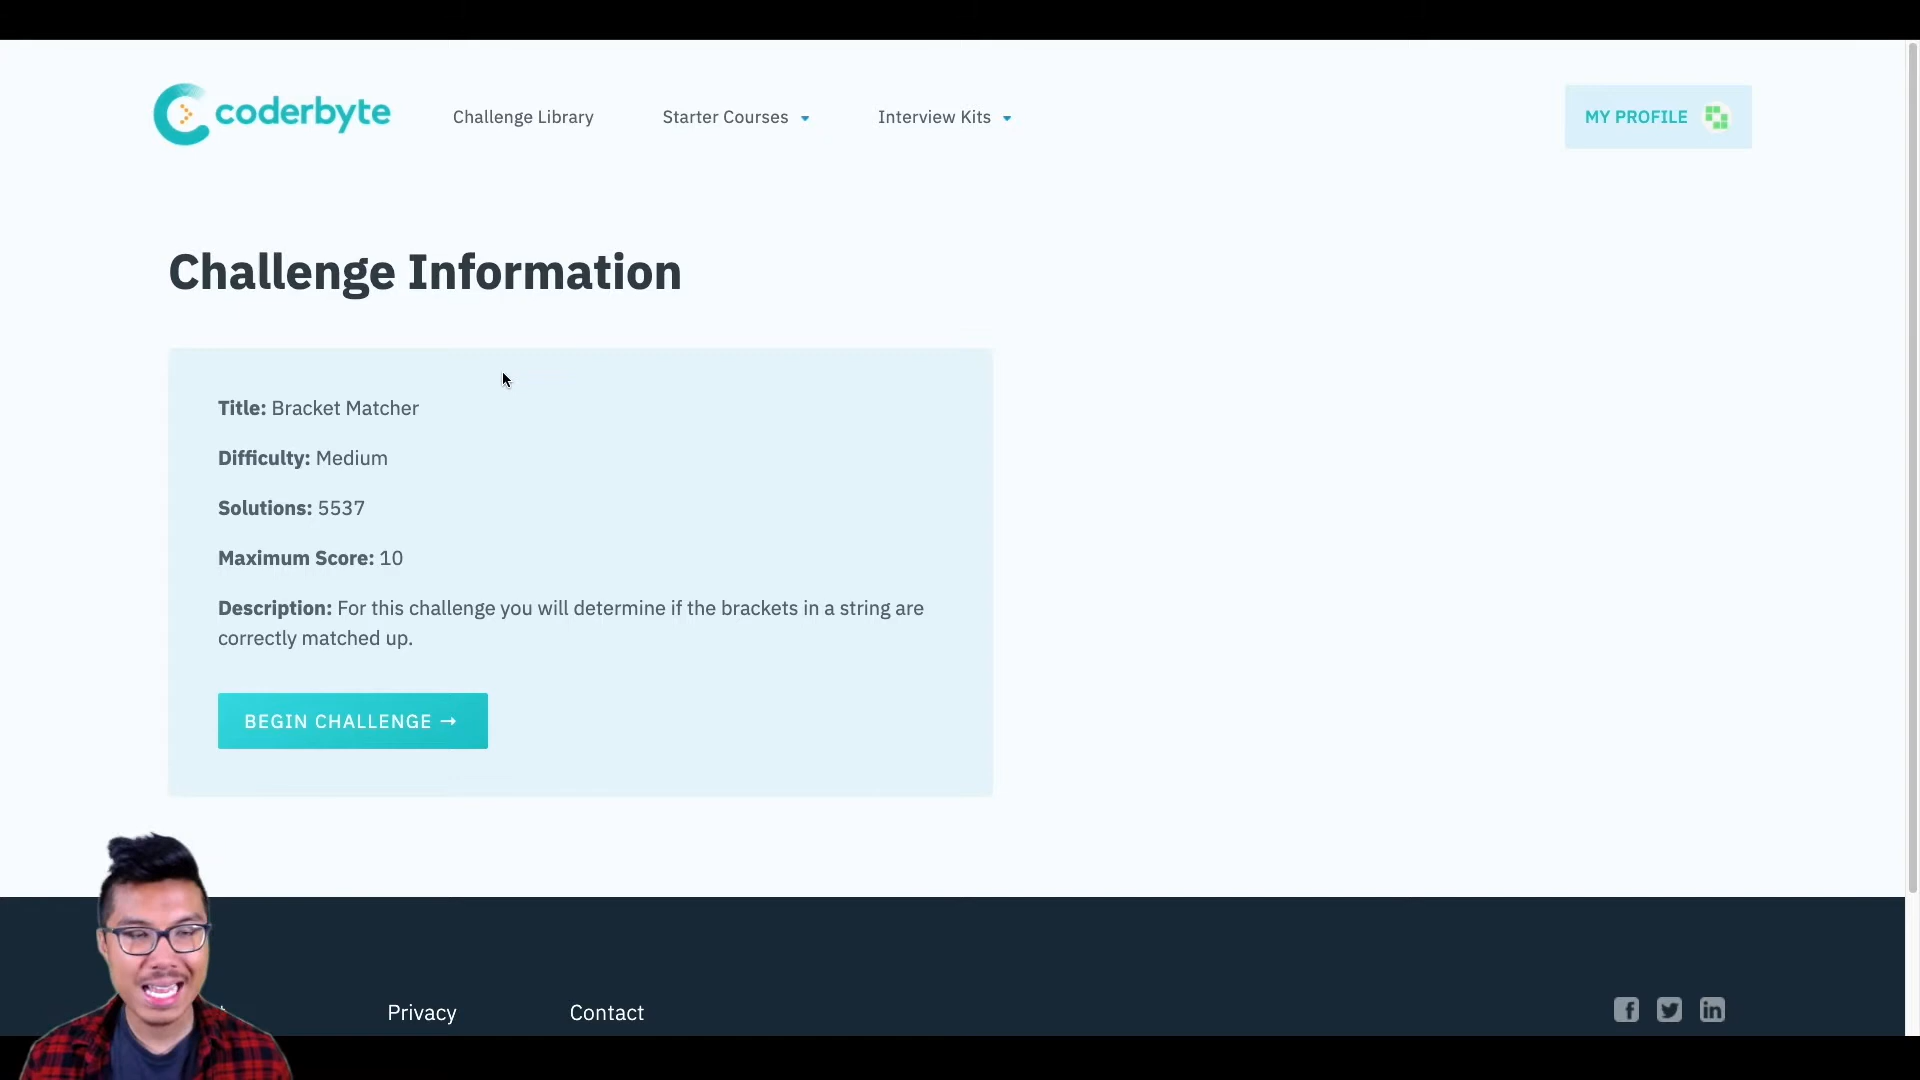 coderbyte
Challenge Library
Starter Courses
Interview Kits
MY PROFILE
Challenge Information
Title: Bracket Matcher
Difficulty: Medium
Solutions: 5537
Maximum Score: 10
Description: For this challenge you will determine if the brackets in a string are
correctly matched up.
BEGIN CHALLENGE →
Privacy
Contact